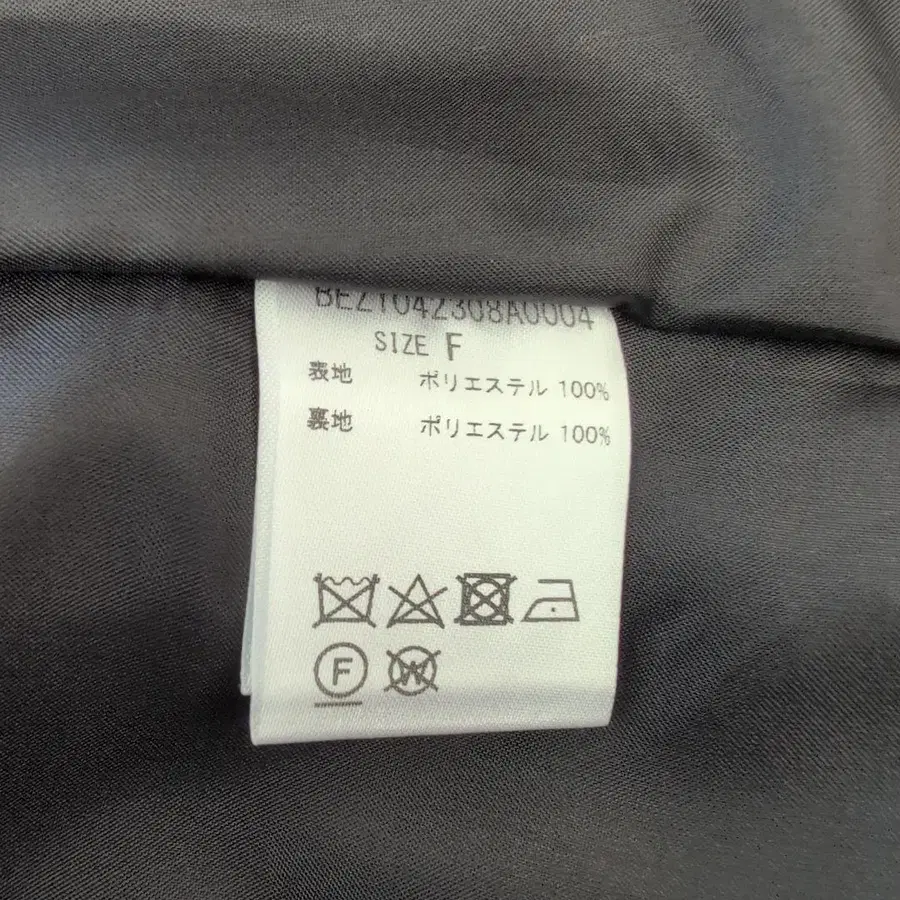 BEZ1042308A0004
SIZE F
表地 ポリエステル 100%
裏地 ポリエステル 100%
F
W